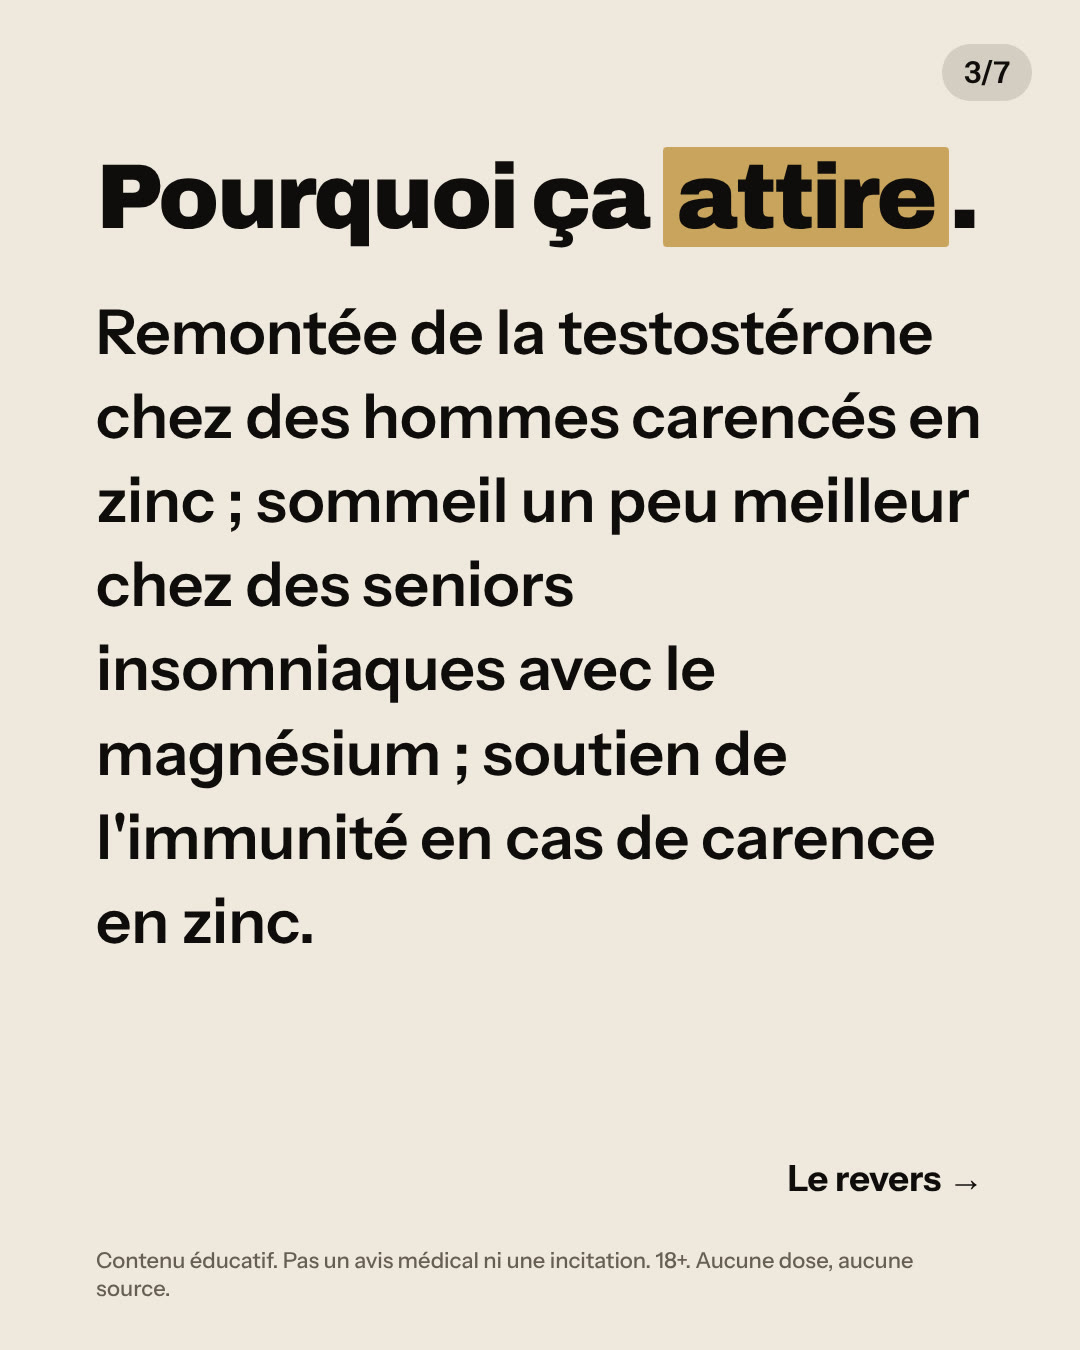 3/7
Pourquoi ça attire.
Remontée de la testostérone
chez des hommes carencés en
zinc ; sommeil un peu meilleur
chez des seniors
insomniaques avec le
magnésium ; soutien de
l'immunité en cas de carence
en zinc.
Le revers →
Contenu éducatif. Pas un avis médical ni une incitation. 18+. Aucune dose, aucune
source.